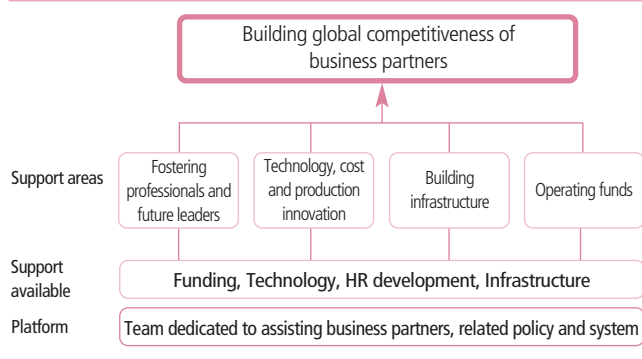 Building global competitiveness of
business partners
Support areas
Fostering
professionals and
future leaders
Technology, cost
and production
innovation
Building
infrastructure
Operating funds
Support
available
Funding, Technology, HR development, Infrastructure
Platform
Team dedicated to assisting business partners, related policy and system